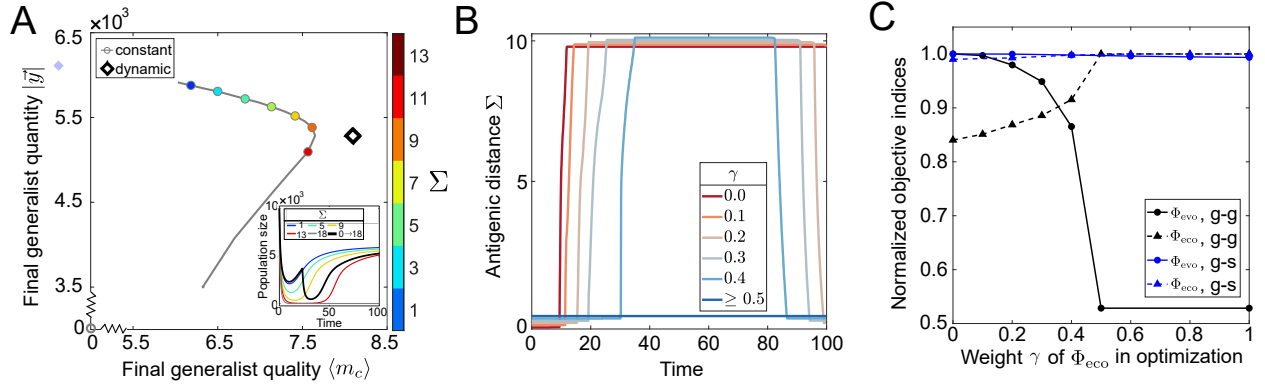 A
×10³
6.5
5.5
4.5
3.5
0
Final generalist quantity |y⃗|
constant
dynamic
0
5.5
6.5
7.5
8.5
Final generalist quality ⟨m_c⟩
13
11
9
7
5
3
1
Σ
10 ×10³
5
0
Population size
Σ
1 5 9
13 18 0→18
0 50 100
Time
B
10
5
0
Antigenic distance Σ
γ
0.0
0.1
0.2
0.3
0.4
≥ 0.5
0 20 40 60 80 100
Time
C
1.0
0.9
0.8
0.7
0.6
0.5
Normalized objective indices
Φ_evo, g-g
Φ_eco, g-g
Φ_evo, g-s
Φ_eco, g-s
0 0.2 0.4 0.6 0.8 1
Weight γ of Φ_eco in optimization